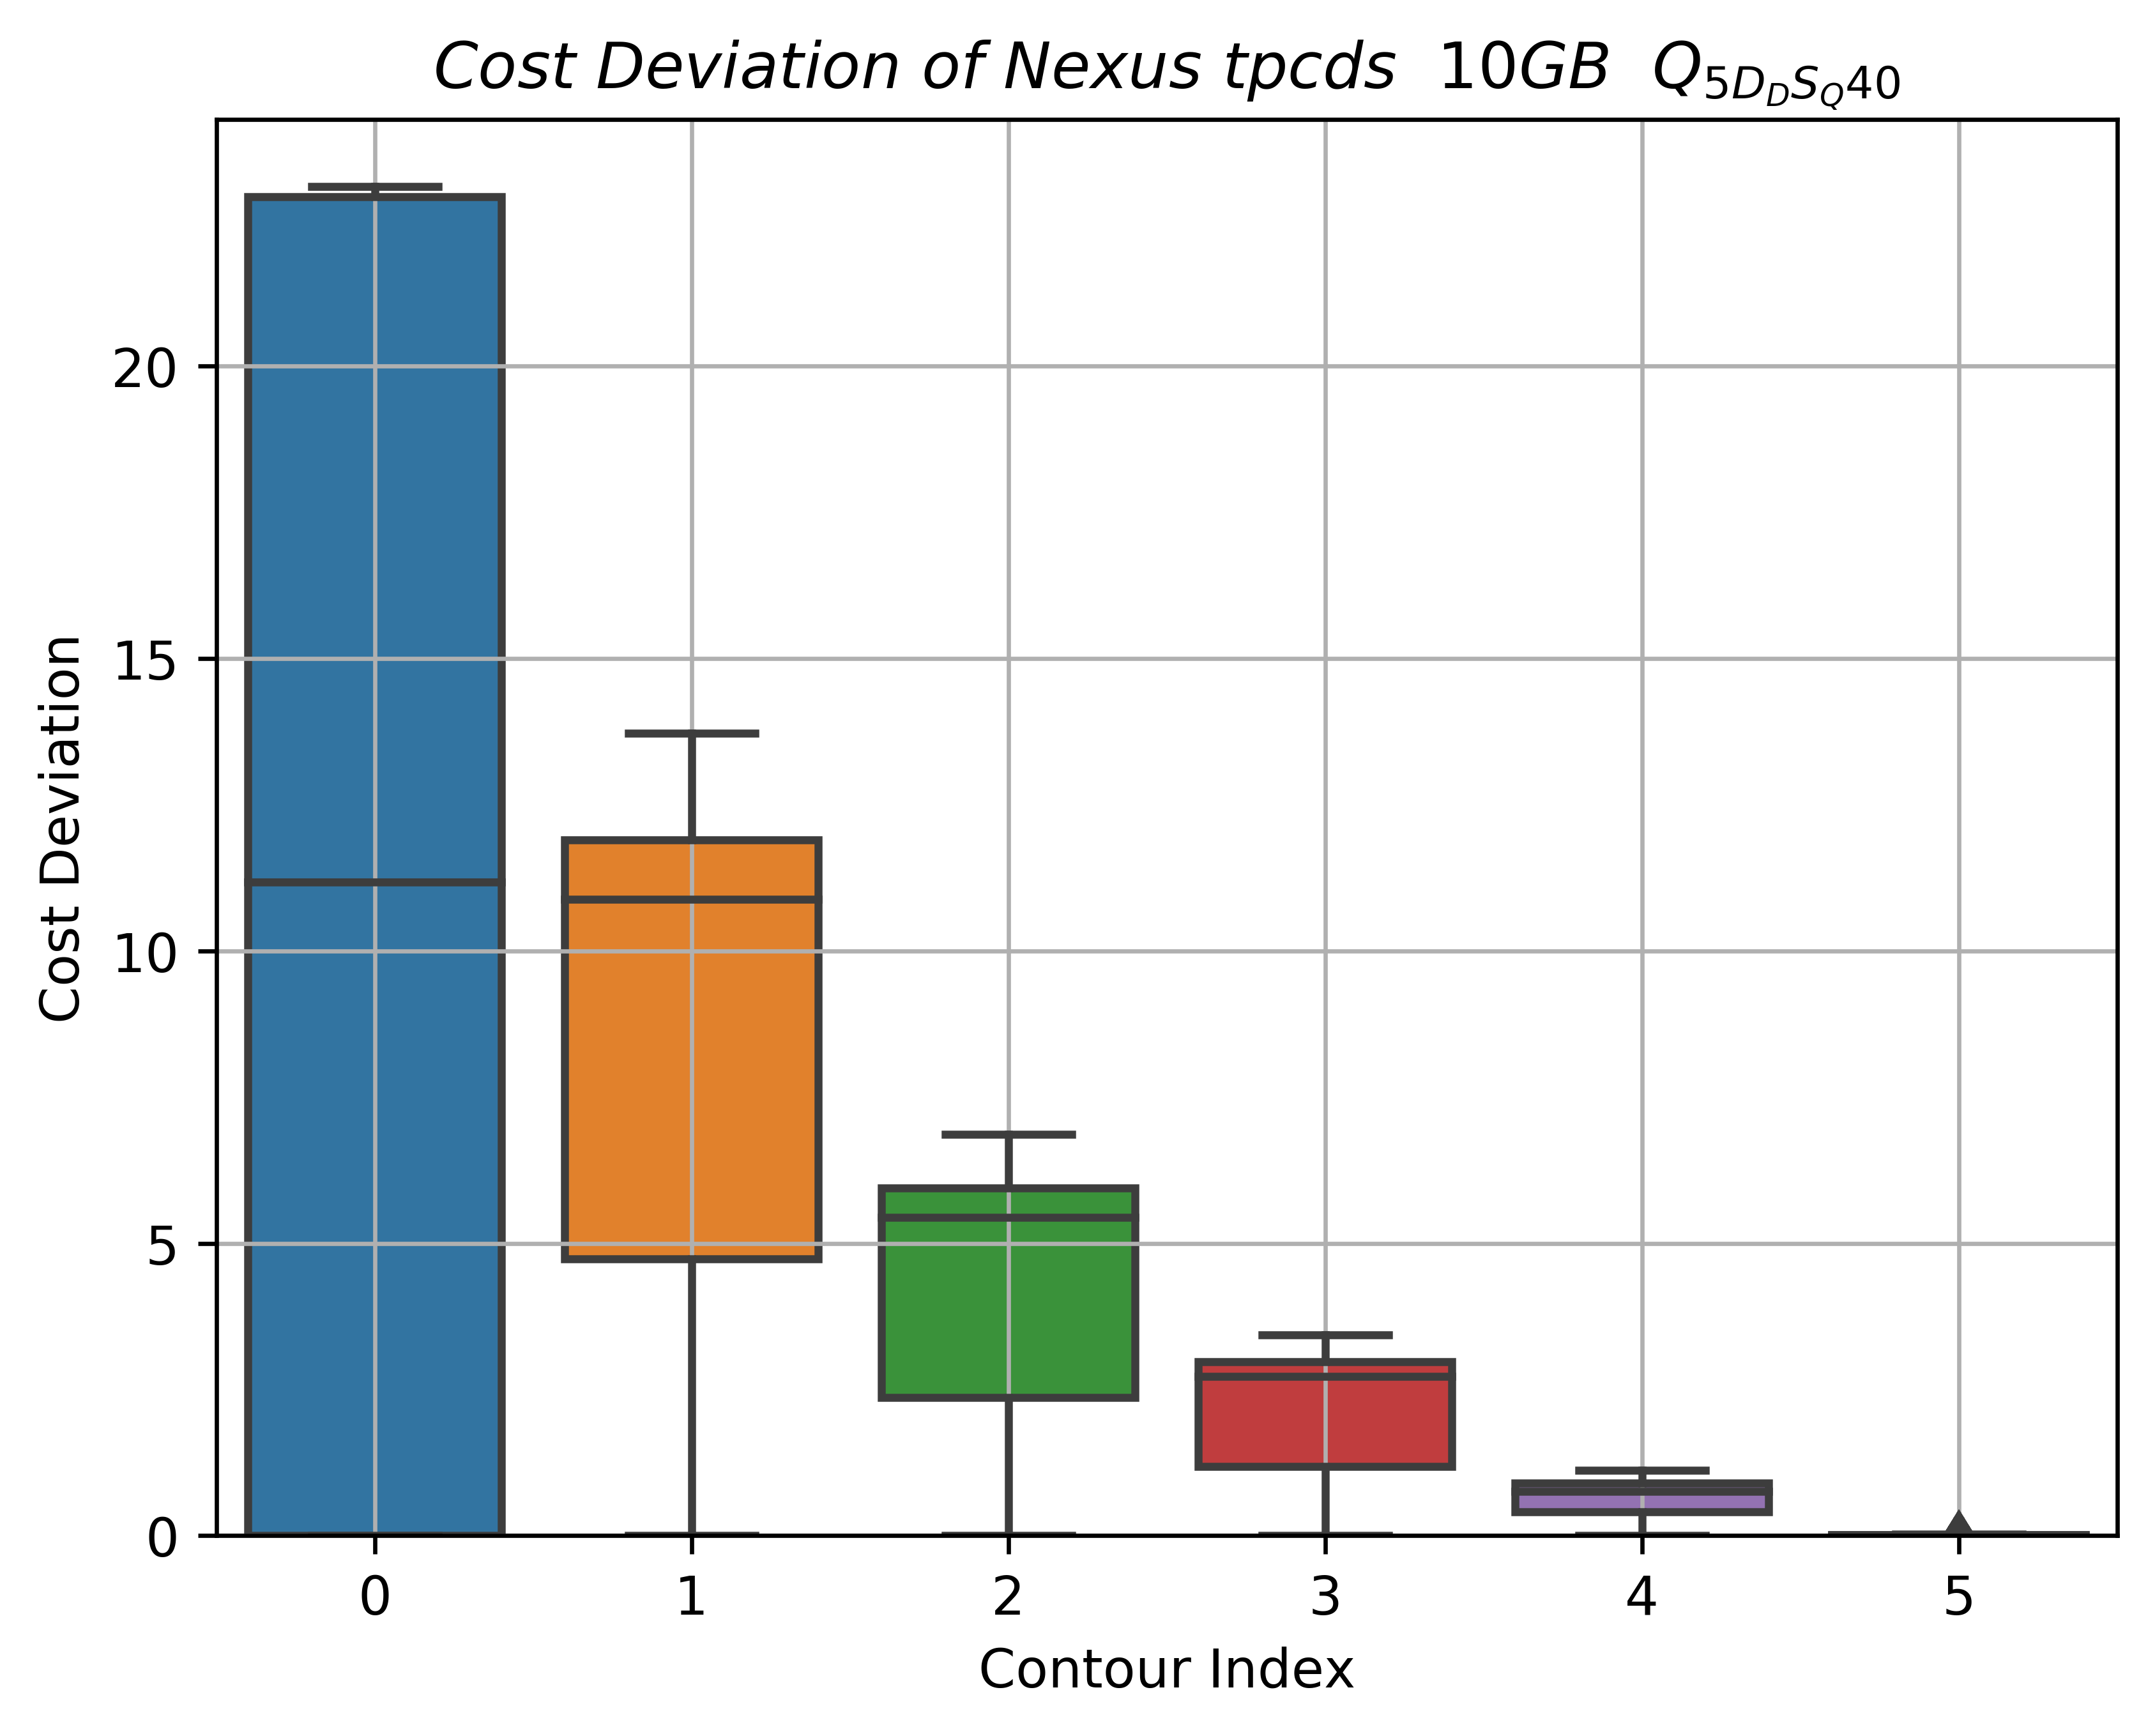 Cost Deviation of Nexus tpcds 10GB Q5DDSQ40
Cost Deviation
20
15
10
5
0
0 1 2 3 4 5
Contour Index